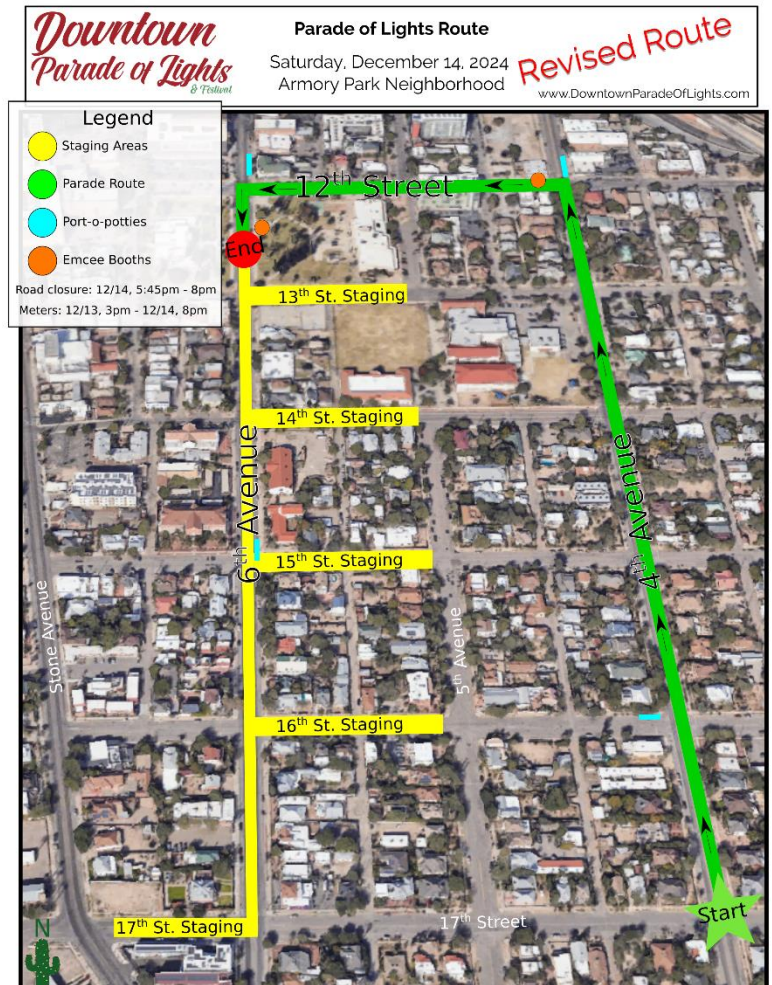 Downtown
Parade of Lights
& Festival
Parade of Lights Route
Saturday, December 14, 2024
Armory Park Neighborhood
Revised Route
www.DowntownParadeOfLights.com
Legend
Staging Areas
Parade Route
Port-o-potties
Emcee Booths
Road closure: 12/14, 5:45pm - 8pm
Meters: 12/13, 3pm - 12/14, 8pm
12th Street
End
13th St. Staging
14th St. Staging
6th Avenue
4th Avenue
15th St. Staging
Stone Avenue
5th Avenue
16th St. Staging
17th St. Staging
17th Street
Start
N